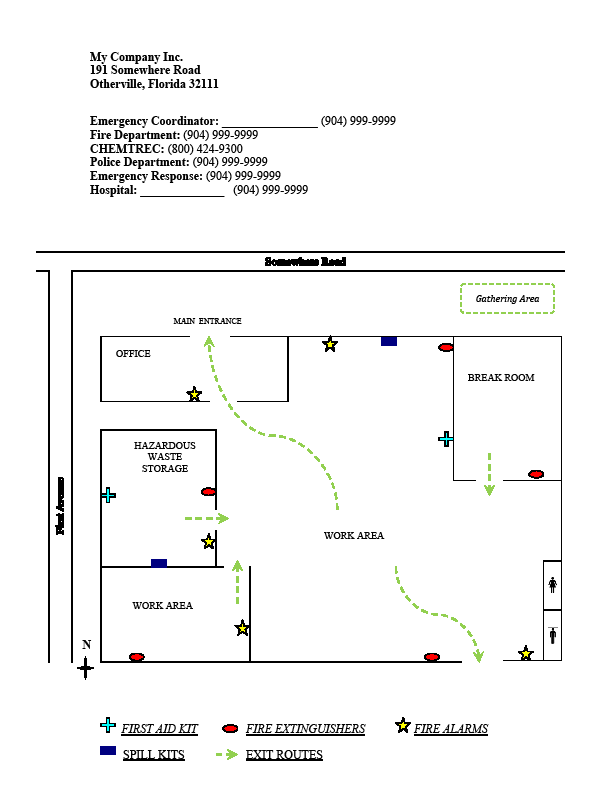 My Company Inc.
191 Somewhere Road
Otherville, Florida 32111
Emergency Coordinator: ________________ (904) 999-9999
Fire Department: (904) 999-9999
CHEMTREC: (800) 424-9300
Police Department: (904) 999-9999
Emergency Response: (904) 999-9999
Hospital: ______________ (904) 999-9999
Somewhere Road
Gathering Area
MAIN ENTRANCE
OFFICE
BREAK ROOM
HAZARDOUS
WASTE
STORAGE
First Avenue
WORK AREA
WORK AREA
N
FIRST AID KIT
FIRE EXTINGUISHERS
FIRE ALARMS
SPILL KITS
EXIT ROUTES